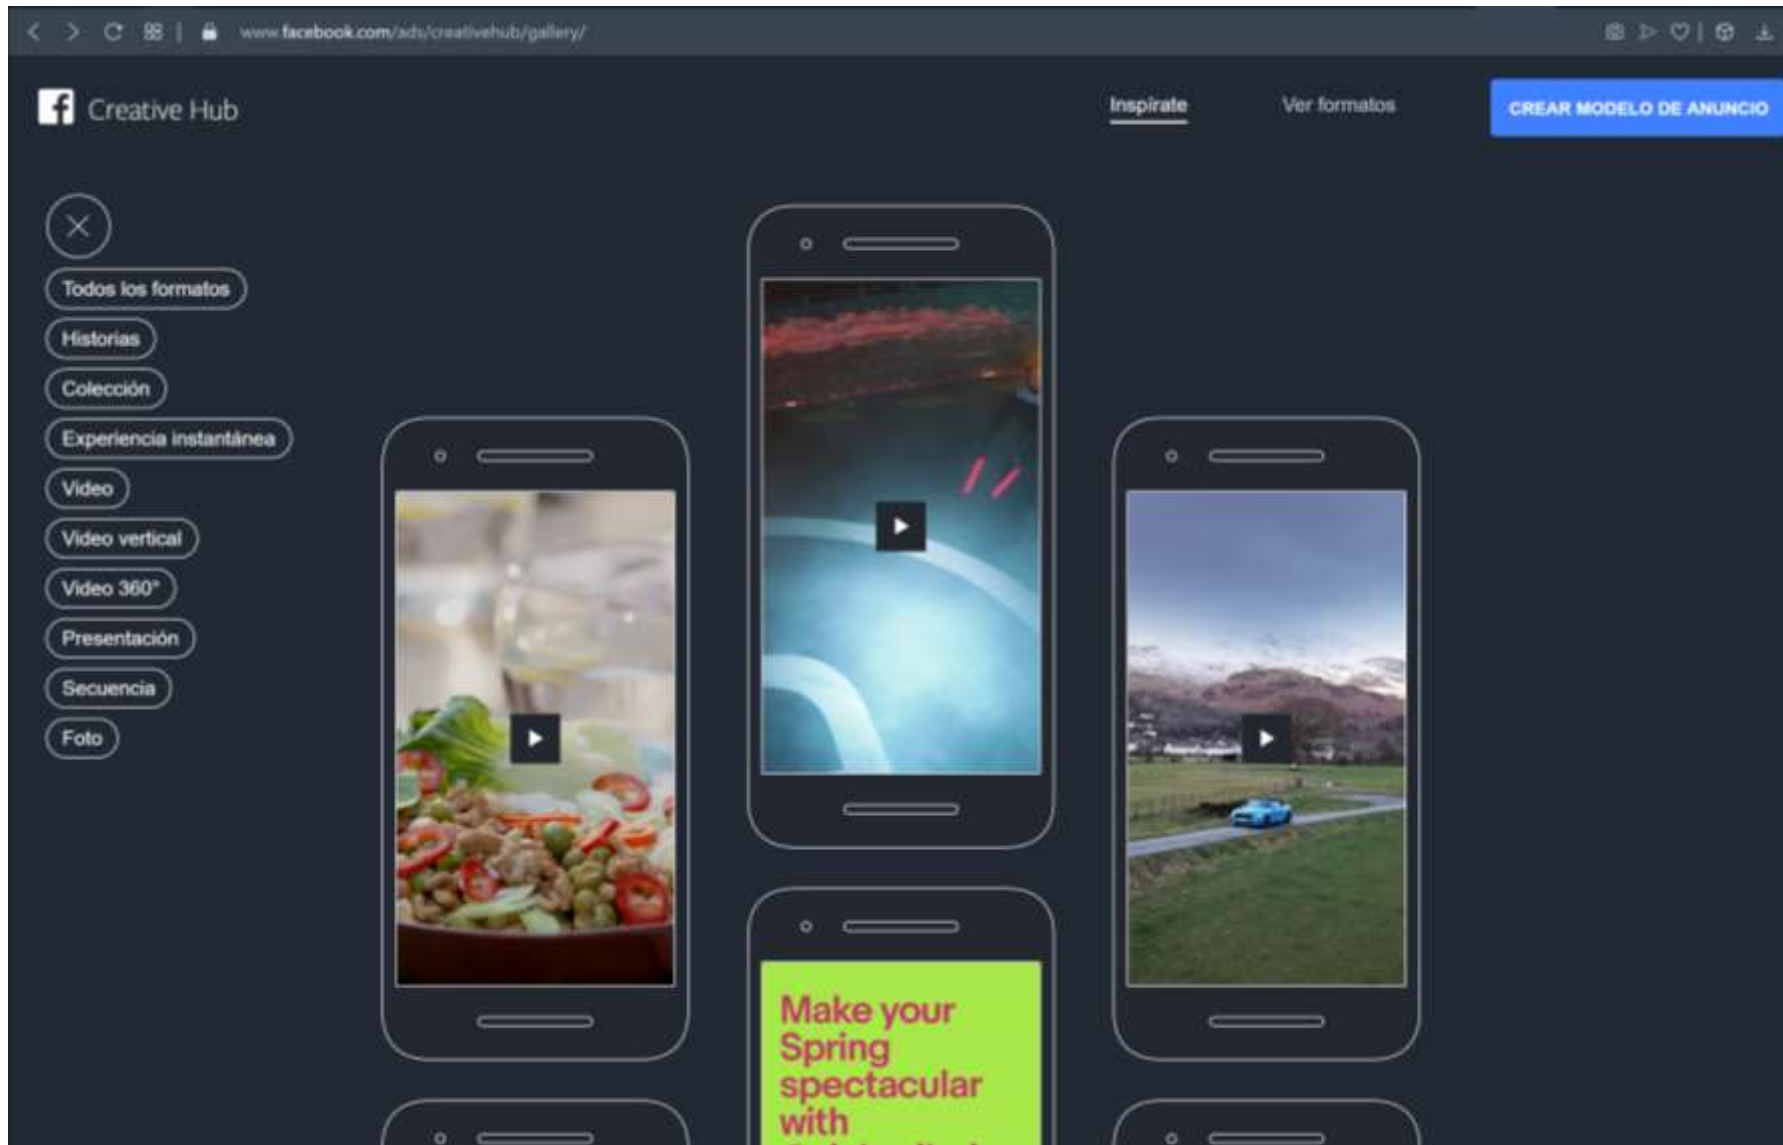 www.facebook.com/ads/creativehub/gallery/
Creative Hub
Inspírate
Ver formatos
CREAR MODELO DE ANUNCIO
Todos los formatos
Historias
Colección
Experiencia instantánea
Video
Video vertical
Video 360°
Presentación
Secuencia
Foto
Make your
Spring
spectacular
with